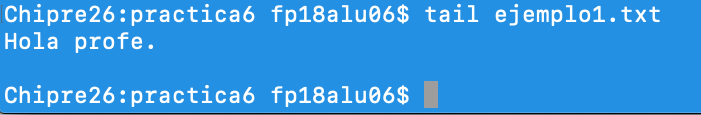 Chipre26:practica6 fp18alu06$ tail ejemplo1.txt
Hola profe.
Chipre26:practica6 fp18alu06$